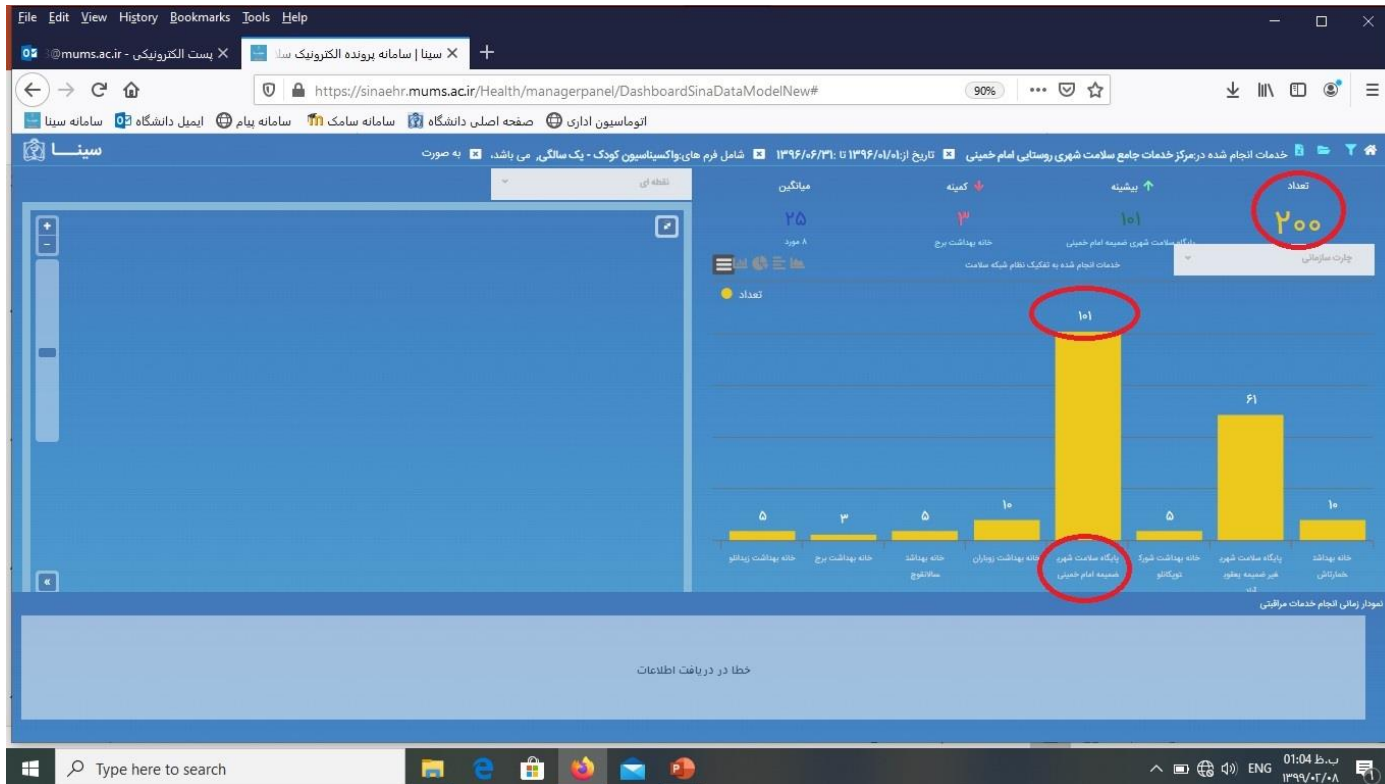 File Edit View History Bookmarks Tools Help
پست الکترونیکی - mums.ac.ir@
سینا | سامانه پرونده الکترونیک سلا
https://sinaehr.mums.ac.ir/Health/managerpanel/DashboardSinaDataModelNew#
90%
سامانه سینا ایمیل دانشگاه سامانه پیام سامانه سامک صفحه اصلی دانشگاه اتوماسیون اداری
سینــا
خدمات انجام شده در:مرکز خدمات جامع سلامت شهری روستایی امام خمینی تاریخ از:۱۳۹۶/۰۱/۰۱ تا :۱۳۹۶/۰۶/۳۱ شامل فرم های:واکسیناسیون کودک - یک سالگی, می باشد، به صورت
نقطه ای
تعداد بیشینه کمینه میانگین
۲۰۰ ۱۰۱ ۳ ۲۵
پایگاه سلامت شهری ضمیمه امام خمینی خانه بهداشت برج ۸ مورد
چارت سازمانی
خدمات انجام شده به تفکیک نظام شبکه سلامت
تعداد
۱۰ ۶۱ ۵ ۱۰۱ ۱۰ ۵ ۳ ۵
خانه بهداشت خمارتاش
پایگاه سلامت شهری غیر ضمیمه یعقوب
خانه بهداشت شورک توپکانلو
پایگاه سلامت شهری ضمیمه امام خمینی
خانه بهداشت زوباران
خانه بهداشت سالانقوچ
خانه بهداشت برج
خانه بهداشت زیدانلو
نمودار زمانی انجام خدمات مراقبتی
خطا در دریافت اطلاعات
Type here to search
ENG
01:04 ب.ظ
۱۳۹۹/۰۲/۰۸